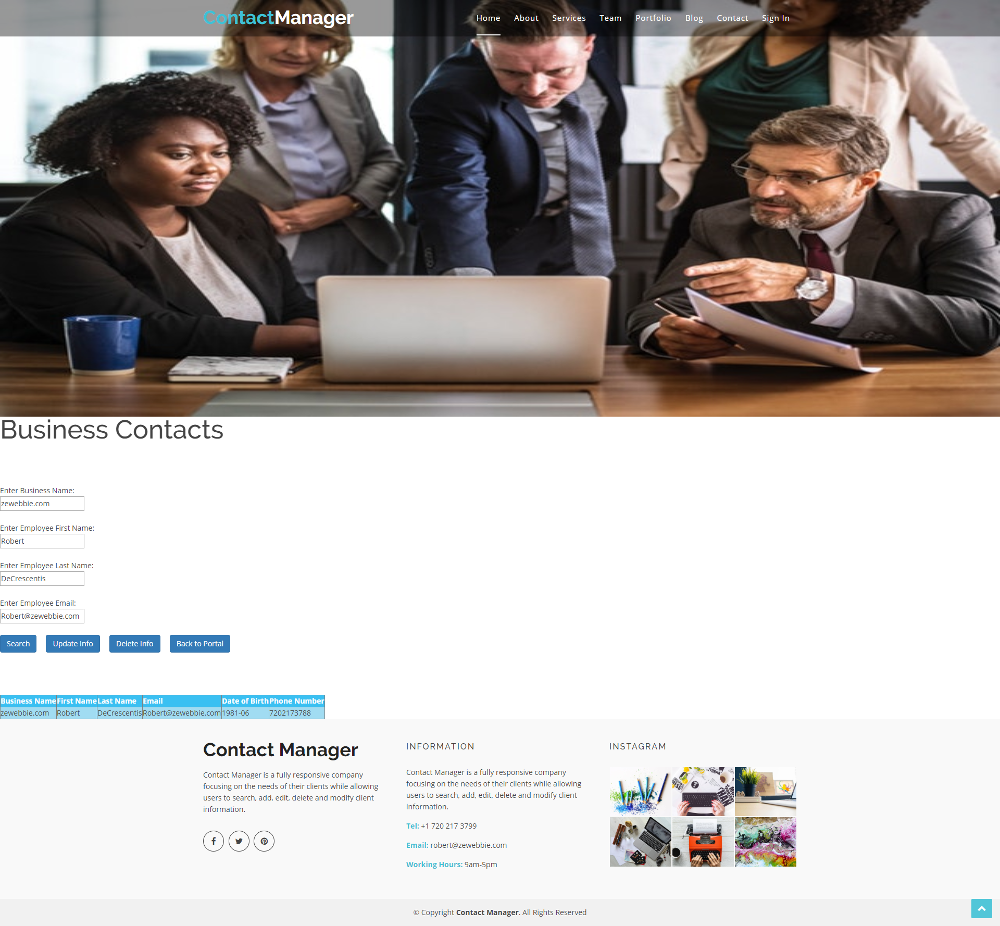 ContactManager
Home About Services Team Portfolio Blog Contact Sign In
Business Contacts
Enter Business Name:
zewebbie.com
Enter Employee First Name:
Robert
Enter Employee Last Name:
DeCrescentis
Enter Employee Email:
Robert@zewebbie.com
Search Update Info Delete Info Back to Portal
Business Name First Name Last Name Email Date of Birth Phone Number
zewebbie.com Robert DeCrescentis Robert@zewebbie.com 1981-06 7202173788
Contact Manager
Contact Manager is a fully responsive company
focusing on the needs of their clients while allowing
users to search, add, edit, delete and modify client
information.
INFORMATION
Contact Manager is a fully responsive company
focusing on the needs of their clients while allowing
users to search, add, edit, delete and modify client
information.
Tel: +1 720 217 3799
Email: robert@zewebbie.com
Working Hours: 9am-5pm
INSTAGRAM
© Copyright Contact Manager. All Rights Reserved